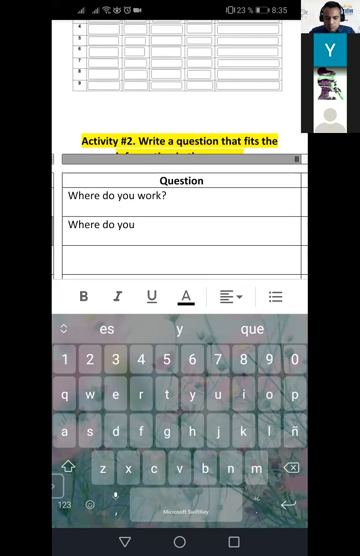 23 % 8:35
4
5
6
7
8
9
Activity #2. Write a question that fits the
Question
Where do you work?
Where do you
B I U A
es y que
1 2 3 4 5 6 7 8 9 0
q w e r t y u i o p
a s d f g h j k l ñ
z x c v b n m
123 , Microsoft SwiftKey
Y